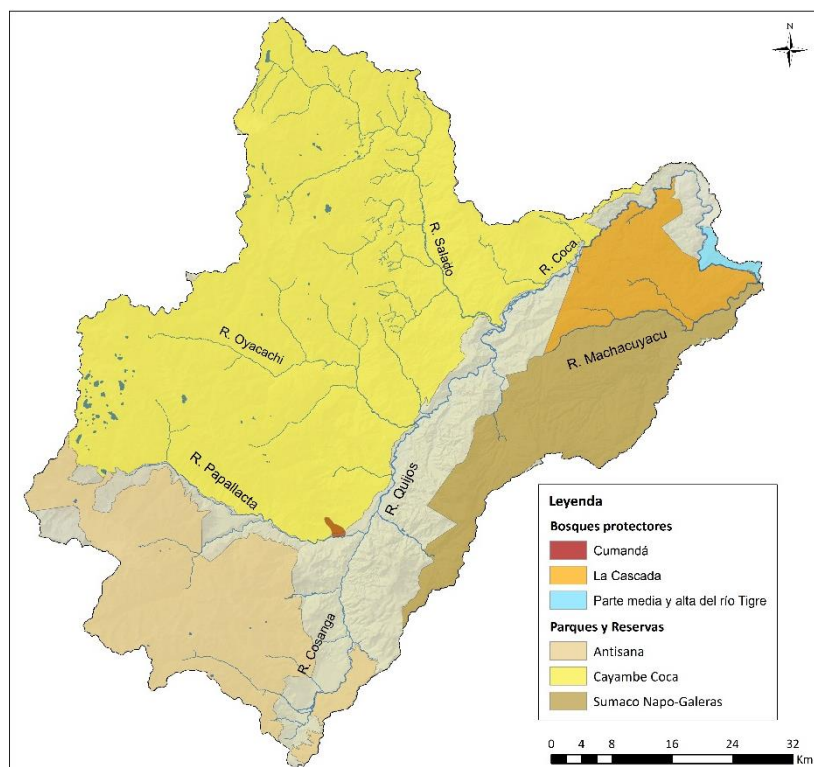 N
R. Salado
R. Coca
R. Oyacachi
R. Machacuyacu
R. Papallacta
R. Quijos
R. Cosanga
Leyenda
Bosques protectores
Cumandá
La Cascada
Parte media y alta del río Tigre
Parques y Reservas
Antisana
Cayambe Coca
Sumaco Napo-Galeras
0 4 8 16 24 32
Km